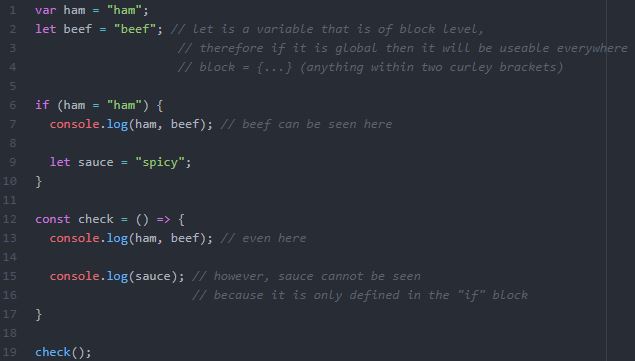 1 var ham = "ham";
2 let beef = "beef"; // let is a variable that is of block level,
3 // therefore if it is global then it will be useable everywhere
4 // block = {...} (anything within two curley brackets)
5
6 if (ham = "ham") {
7 console.log(ham, beef); // beef can be seen here
8
9 let sauce = "spicy";
10 }
11
12 const check = () => {
13 console.log(ham, beef); // even here
14
15 console.log(sauce); // however, sauce cannot be seen
16 // because it is only defined in the "if" block
17 }
18
19 check();